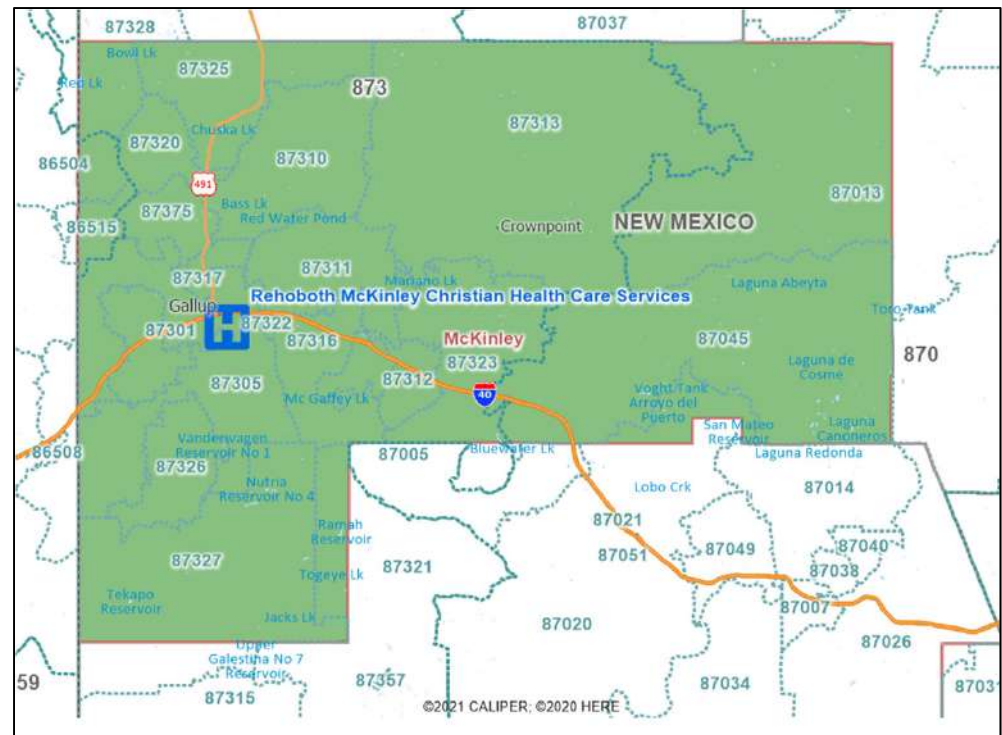 87328
87037
Bowl Lk
87325
Red Lk
873
Chuska Lk
87313
87320
87310
86504
491
87013
Bass Lk
87375
Red Water Pond
86515
Crownpoint
NEW MEXICO
87317
87311
Mariano Lk
Laguna Abeyta
Rehoboth McKinley Christian Health Care Services
Gallup
H
Toro Tank
87301
87322
87316
McKinley
87045
87323
870
Laguna de
Cosme
87305
87312
40
Mc Gaffey Lk
Voght Tank
Arroyo del
Puerto
San Mateo
Reservoir
Laguna
Canoneros
Vanderwagen
Reservoir No 1
86508
87005
Bluewater Lk
Laguna Redonda
87326
Nutria
Reservoir No 4
Lobo Crk
87014
87021
Ramah
Reservoir
87051
87049
87040
87327
Togeye Lk
87321
87038
Tekapo
Reservoir
Jacks Lk
87007
87020
87026
Upper
Galestina No 7
Reservoir
59
87315
87357
87034
8703
©2021 CALIPER; ©2020 HERE